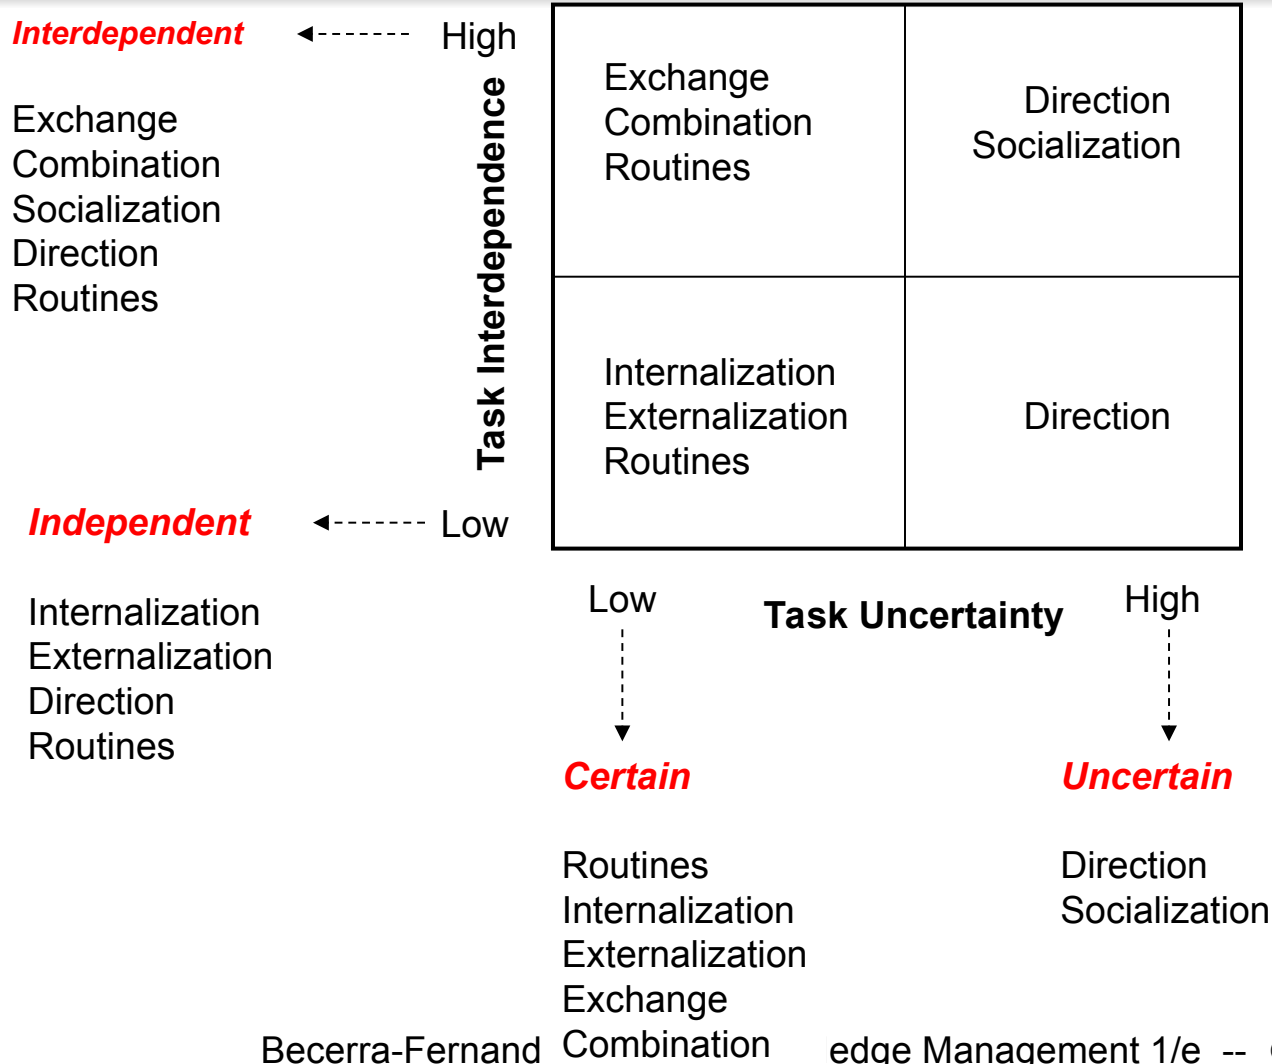 Interdependent
High
Exchange
Combination
Socialization
Direction
Routines
Task Interdependence
Exchange
Combination
Routines
Direction
Socialization
Internalization
Externalization
Routines
Direction
Independent
Low
Internalization
Externalization
Direction
Routines
Low
Task Uncertainty
High
Certain
Uncertain
Routines
Internalization
Externalization
Exchange
Combination
Direction
Socialization
Becerra-Fernand
edge Management 1/e --